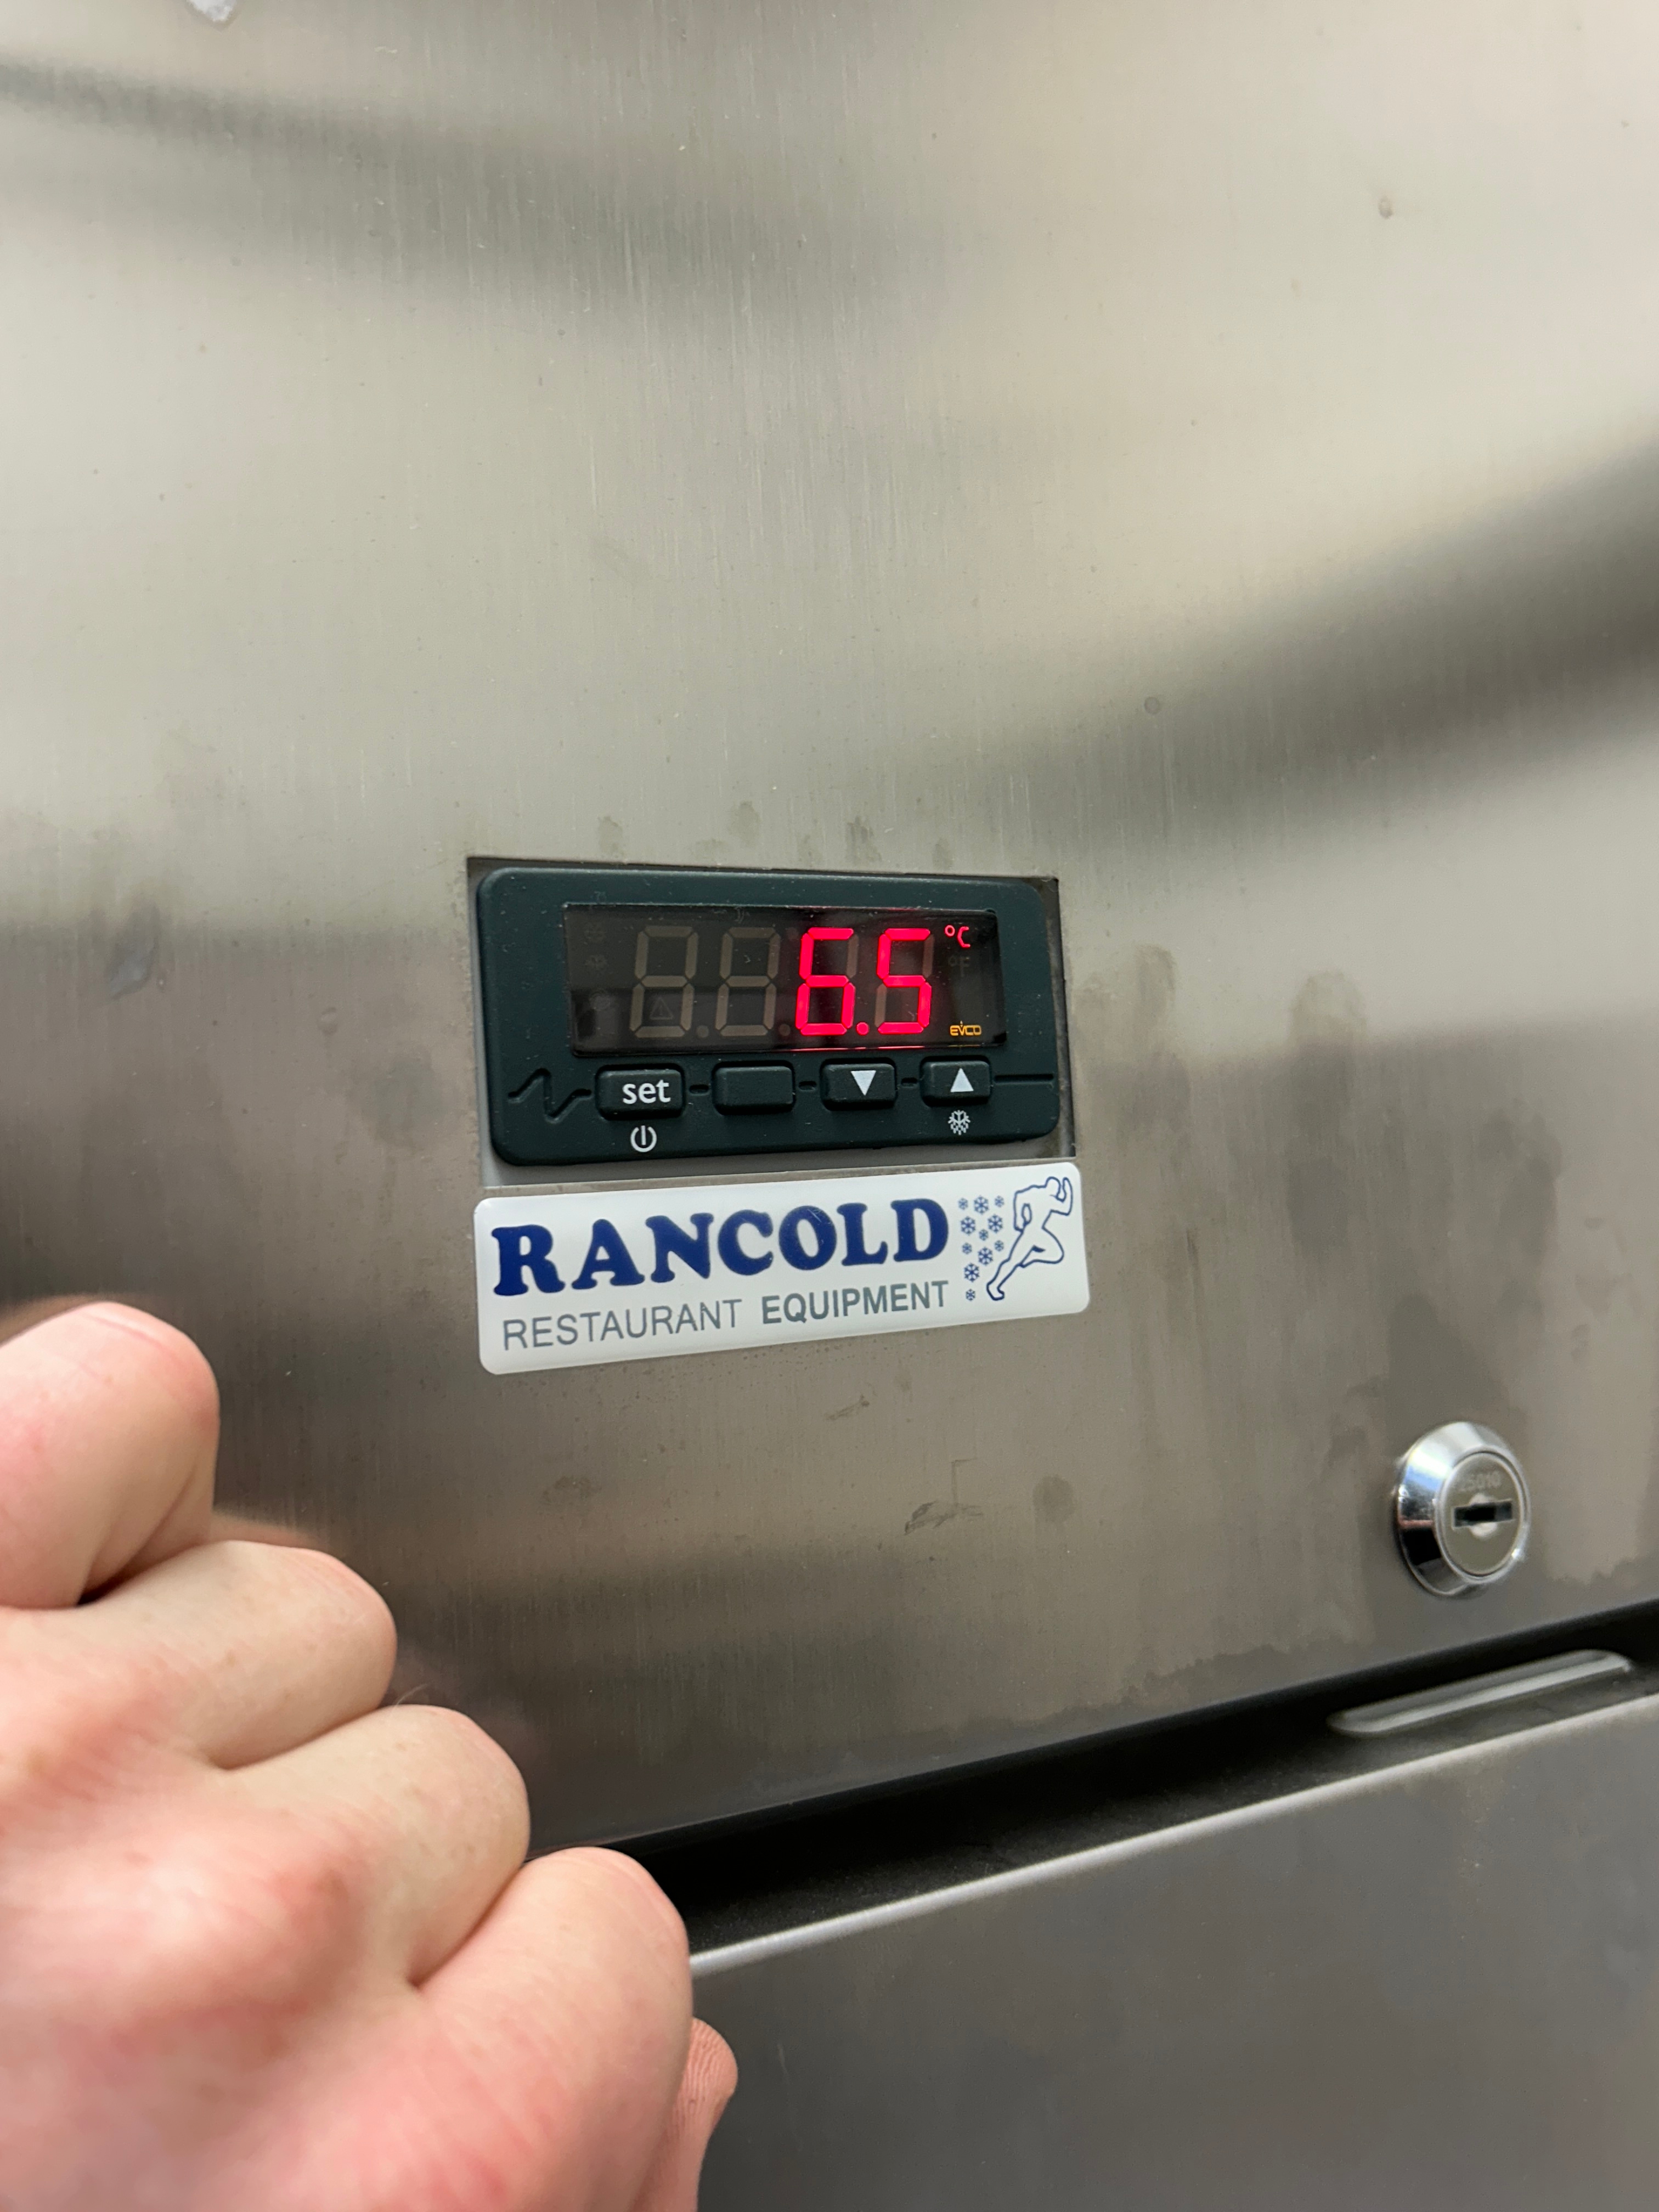 6.5 °C
°F
EVCO
set
RANCOLD
RESTAURANT EQUIPMENT